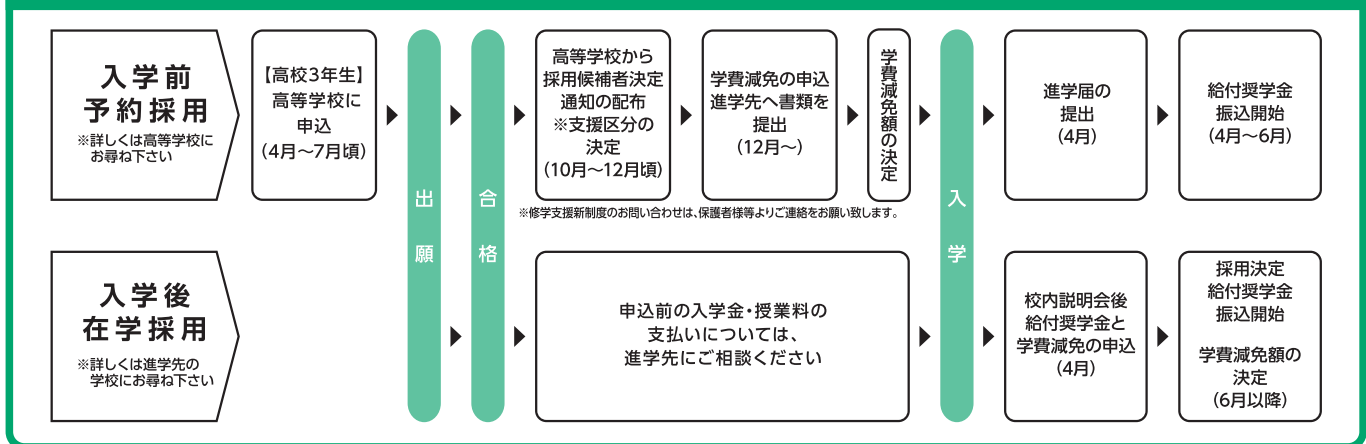 入学前
予約採用
※詳しくは高等学校に
お尋ね下さい
【高校3年生】
高等学校に
申込
(4月～7月頃)
出願
合格
高等学校から
採用候補者決定
通知の配布
※支援区分の
決定
(10月～12月頃)
学費減免の申込
進学先へ書類を
提出
(12月～)
学費減免額の決定
入学
進学届の
提出
(4月)
給付奨学金
振込開始
(4月～6月)
※修学支援新制度のお問い合わせは、保護者様等よりご連絡をお願い致します。
入学後
在学採用
※詳しくは進学先の
学校にお尋ね下さい
申込前の入学金・授業料の
支払いについては、
進学先にご相談ください
校内説明会後
給付奨学金と
学費減免の申込
(4月)
採用決定
給付奨学金
振込開始
学費減免額の
決定
(6月以降)